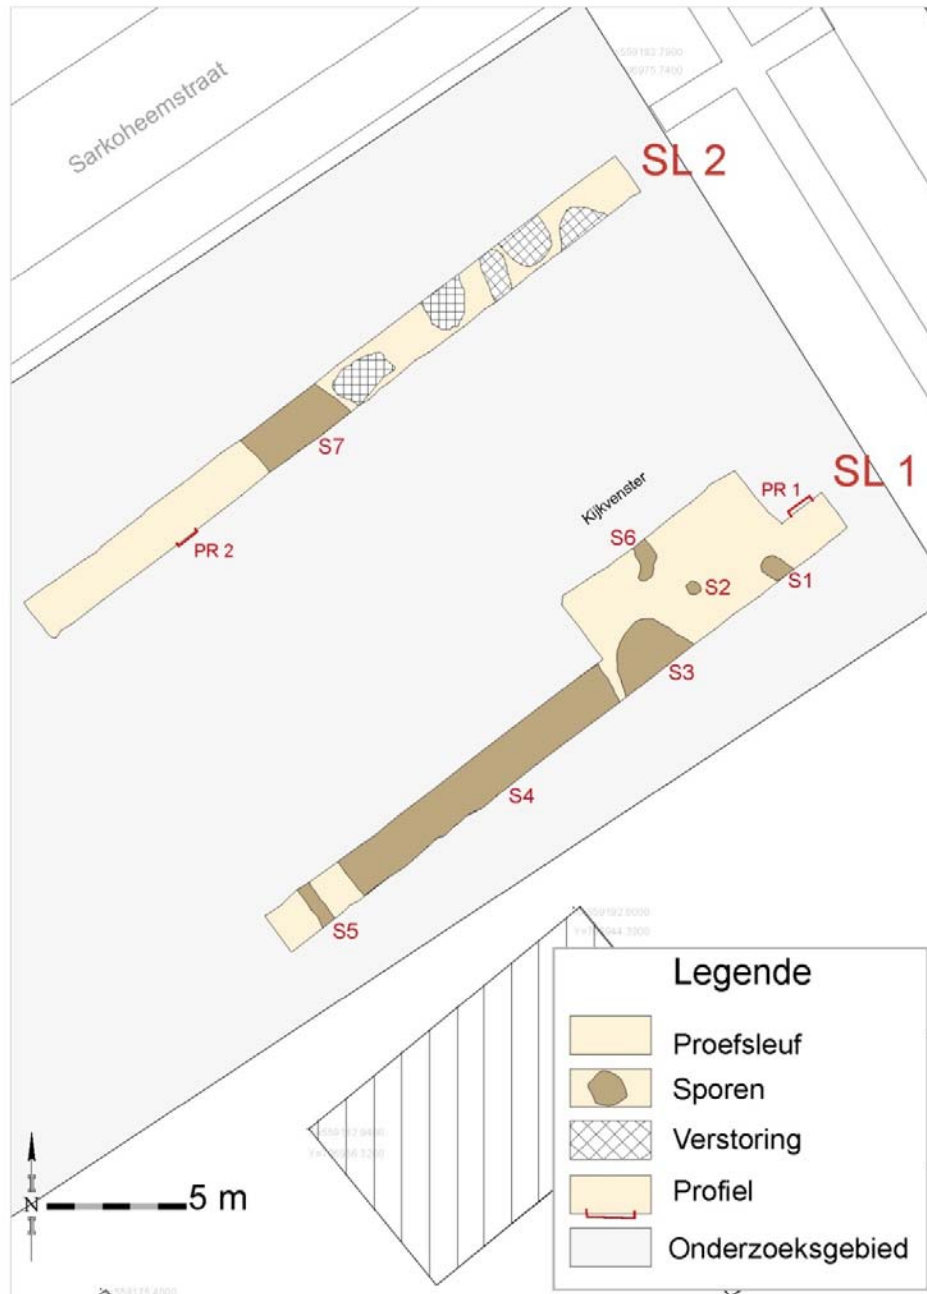 Sarkoheemstraat
SL 2
S7
PR 2
Kijkvenster
SL 1
PR 1
S6
S2
S1
S3
S4
S5
N
5 m
Legende
Proefsleuf
Sporen
Verstoring
Profiel
Onderzoeksgebied